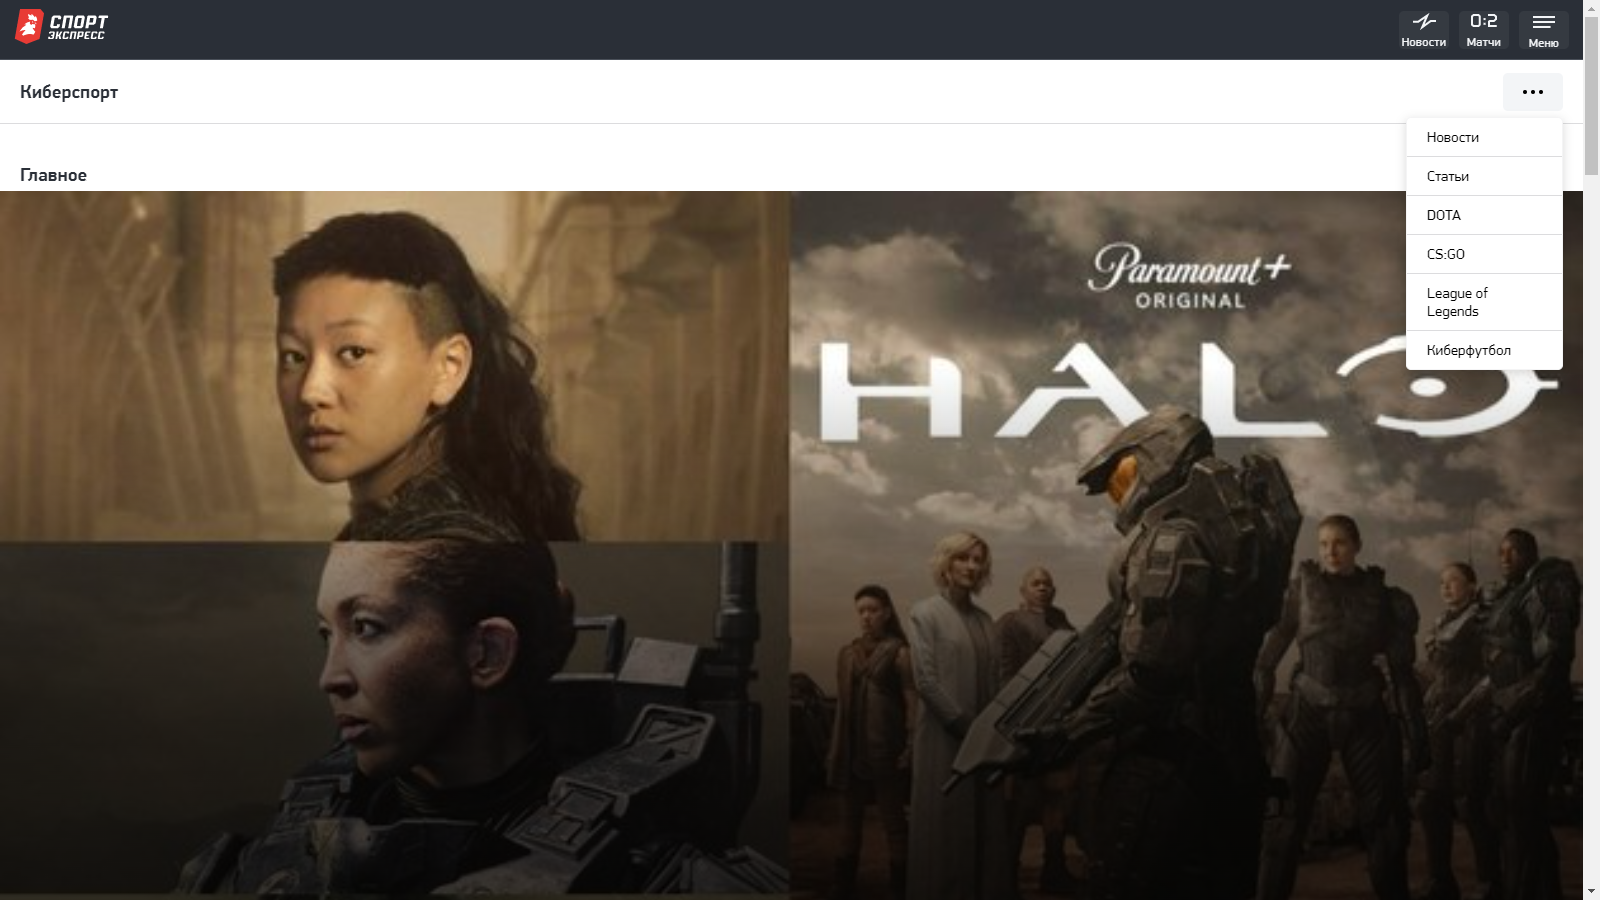 СПОРТ
ЭКСПРЕСС
Новости
0:2
Матчи
Меню
Киберспорт
Новости
Статьи
DOTA
CS:GO
League of
Legends
Киберфутбол
Главное
Paramount+
ORIGINAL
HALO